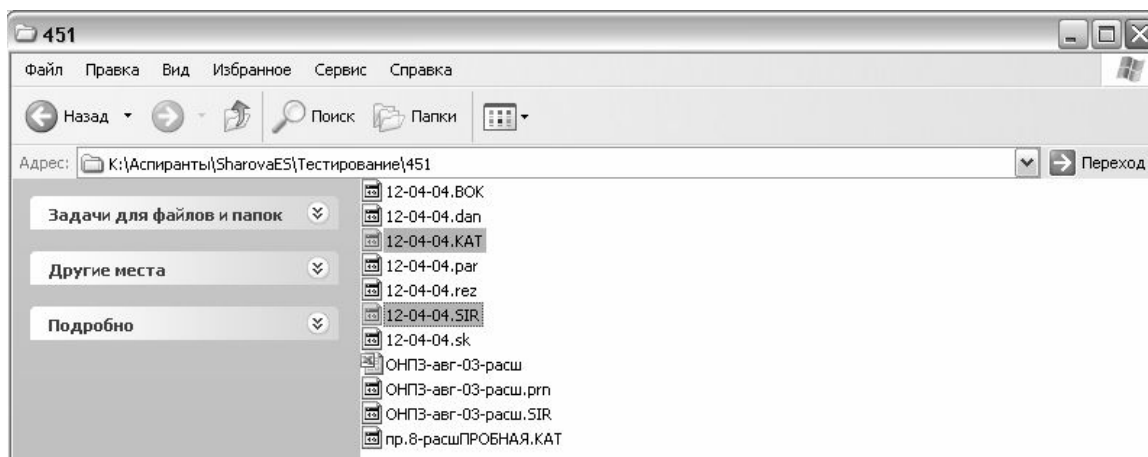 451
Файл Правка Вид Избранное Сервис Справка
Назад Поиск Папки
Адрес: K:\Аспиранты\SharovaES\Тестирование\451 Переход
Задачи для файлов и папок
Другие места
Подробно
12-04-04.BOK
12-04-04.dan
12-04-04.KAT
12-04-04.par
12-04-04.rez
12-04-04.SIR
12-04-04.sk
ОНПЗ-авг-03-расш
ОНПЗ-авг-03-расш.prn
ОНПЗ-авг-03-расш.SIR
пр.8-расшПРОБНАЯ.KAT